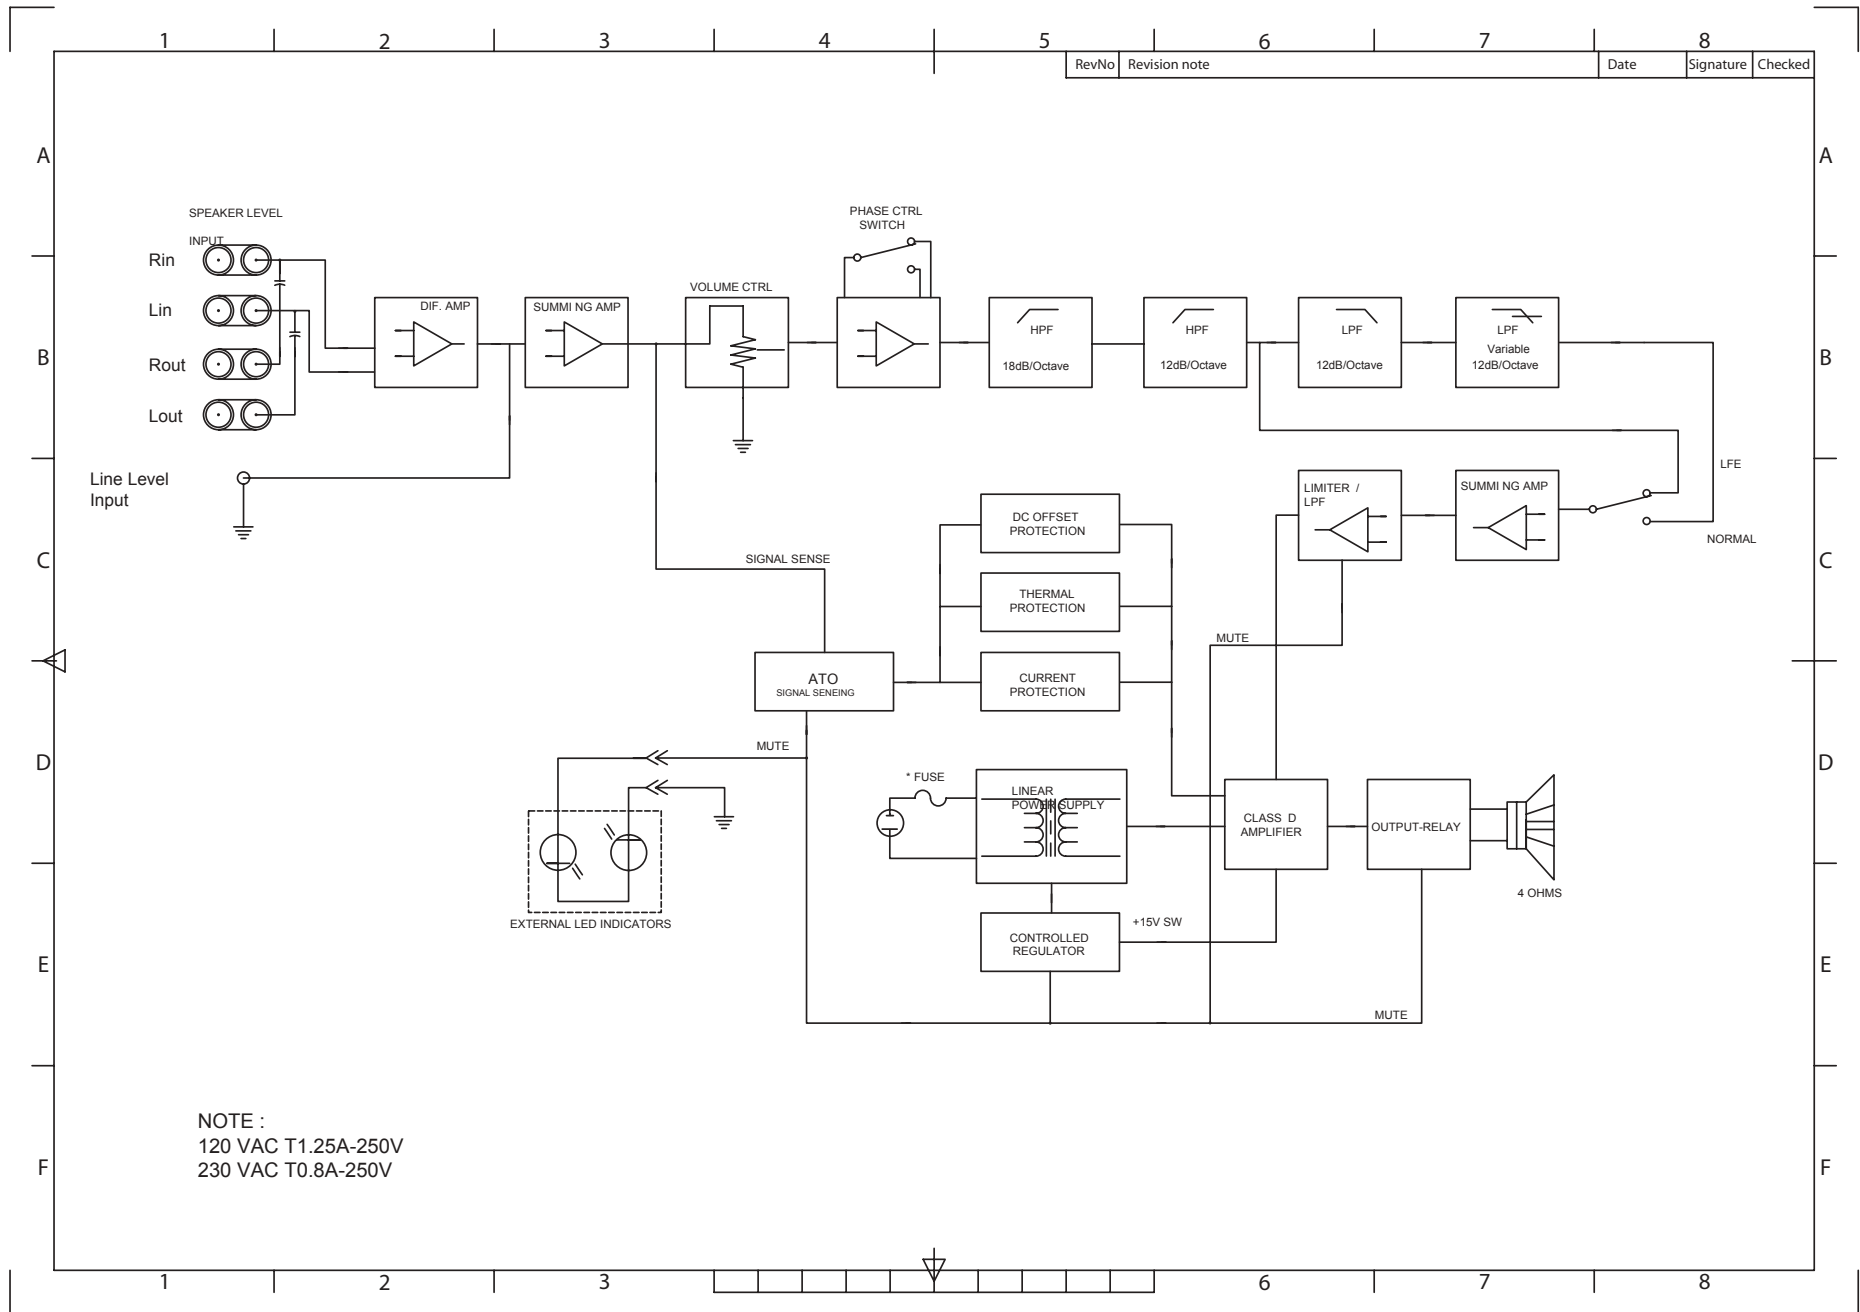 1 2 3 4 5 6 7 8
RevNo Revision note Date Signature Checked
A A
SPEAKER LEVEL
INPUT
PHASE CTRL
SWITCH
Rin
Lin
Rout
Lout
B B
DIF. AMP
SUMMI NG AMP
VOLUME CTRL
HPF
18dB/Octave
HPF
12dB/Octave
LPF
12dB/Octave
LPF
Variable
12dB/Octave
Line Level
Input
LFE
NORMAL
LIMITER /
LPF
SUMMI NG AMP
C C
DC OFFSET
PROTECTION
SIGNAL SENSE
THERMAL
PROTECTION
MUTE
ATO
SIGNAL SENEING
CURRENT
PROTECTION
D D
MUTE
* FUSE
LINEAR
POWER SUPPLY
CLASS D
AMPLIFIER
OUTPUT-RELAY
4 OHMS
EXTERNAL LED INDICATORS
+15V SW
CONTROLLED
REGULATOR
E E
MUTE
NOTE :
120 VAC T1.25A-250V
230 VAC T0.8A-250V
F F
1 2 3 6 7 8